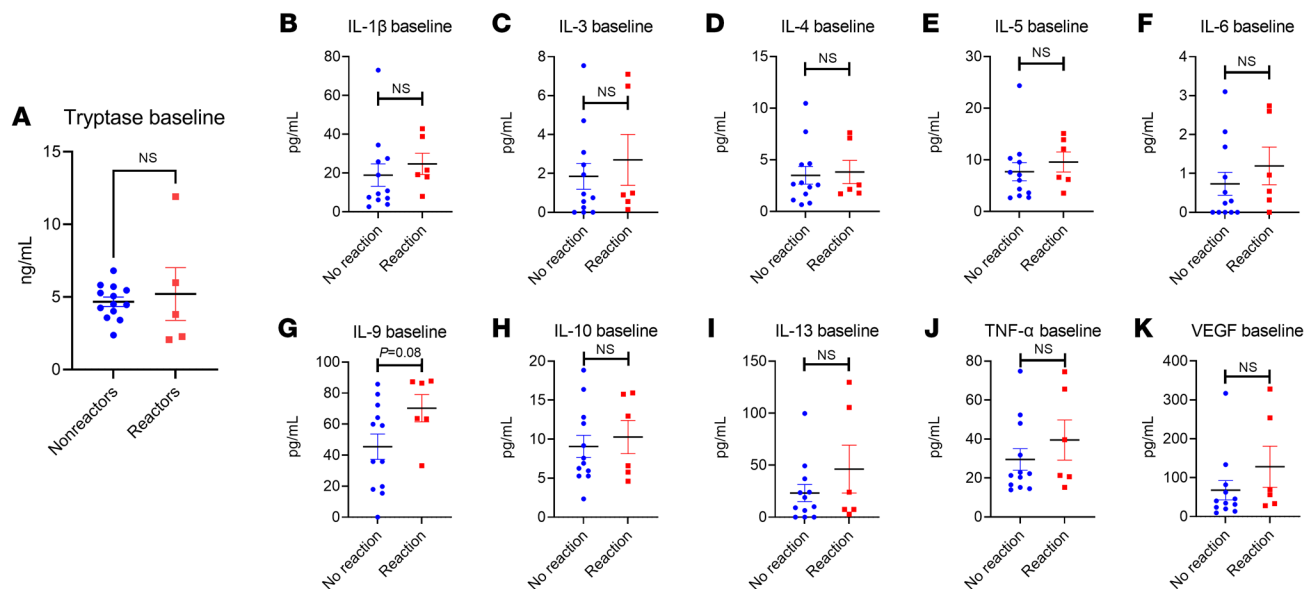 A
Tryptase baseline
NS
15
10
5
0
ng/mL
Nonreactors
Reactors
B
IL-1β baseline
NS
80
60
40
20
0
pg/mL
No reaction
Reaction
C
IL-3 baseline
NS
8
6
4
2
0
pg/mL
No reaction
Reaction
D
IL-4 baseline
NS
15
10
5
0
pg/mL
No reaction
Reaction
E
IL-5 baseline
NS
30
20
10
0
pg/mL
No reaction
Reaction
F
IL-6 baseline
NS
4
3
2
1
0
pg/mL
No reaction
Reaction
G
IL-9 baseline
P=0.08
100
80
60
40
20
0
pg/mL
No reaction
Reaction
H
IL-10 baseline
NS
20
15
10
5
0
pg/mL
No reaction
Reaction
I
IL-13 baseline
NS
150
100
50
0
pg/mL
No reaction
Reaction
J
TNF-α baseline
NS
80
60
40
20
0
pg/mL
No reaction
Reaction
K
VEGF baseline
NS
400
300
200
100
0
pg/mL
No reaction
Reaction